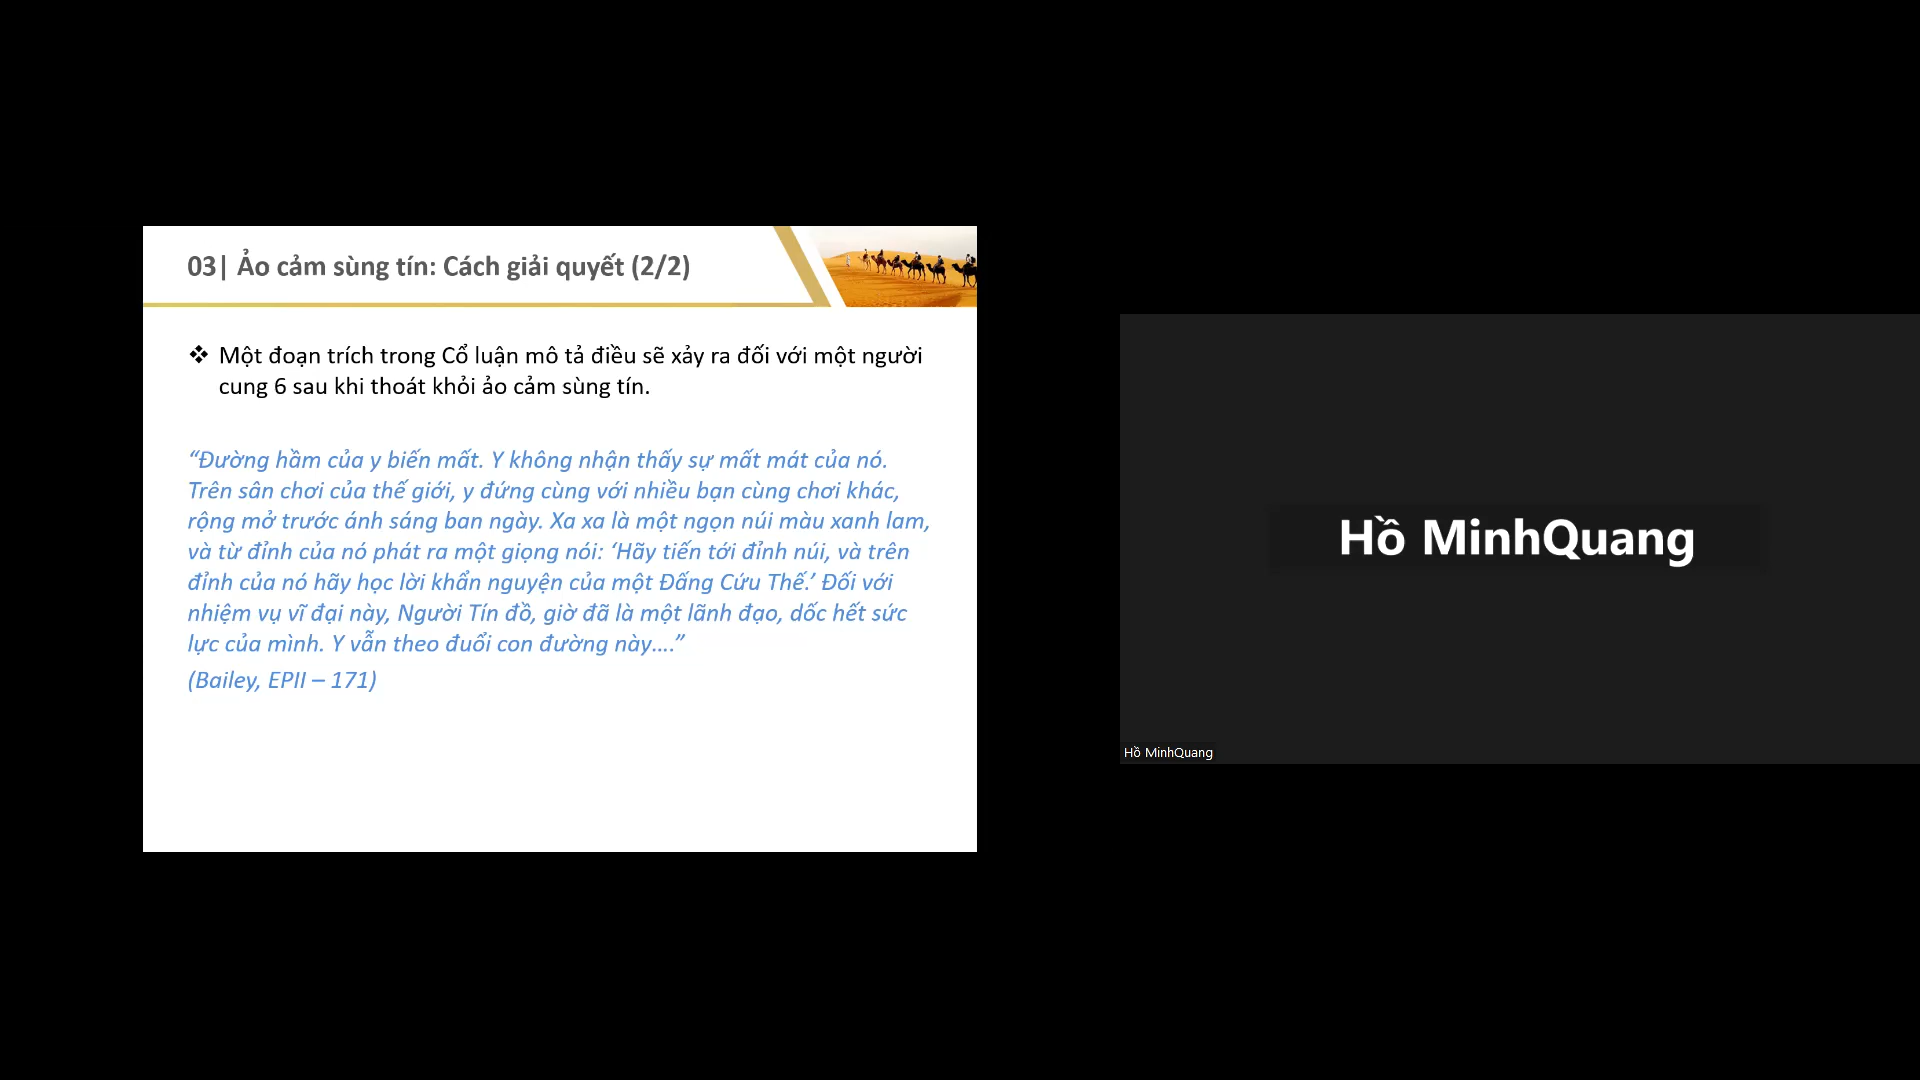 03| Ảo cảm sùng tín: Cách giải quyết (2/2)
❖ Một đoạn trích trong Cổ luận mô tả điều sẽ xảy ra đối với một người
cung 6 sau khi thoát khỏi ảo cảm sùng tín.
“Đường hầm của y biến mất. Y không nhận thấy sự mất mát của nó.
Trên sân chơi của thế giới, y đứng cùng với nhiều bạn cùng chơi khác,
rộng mở trước ánh sáng ban ngày. Xa xa là một ngọn núi màu xanh lam,
và từ đỉnh của nó phát ra một giọng nói: ‘Hãy tiến tới đỉnh núi, và trên
đỉnh của nó hãy học lời khẩn nguyện của một Đấng Cứu Thế.’ Đối với
nhiệm vụ vĩ đại này, Người Tín đồ, giờ đã là một lãnh đạo, dốc hết sức
lực của mình. Y vẫn theo đuổi con đường này….”
(Bailey, EPII – 171)
Hồ MinhQuang
Hồ MinhQuang